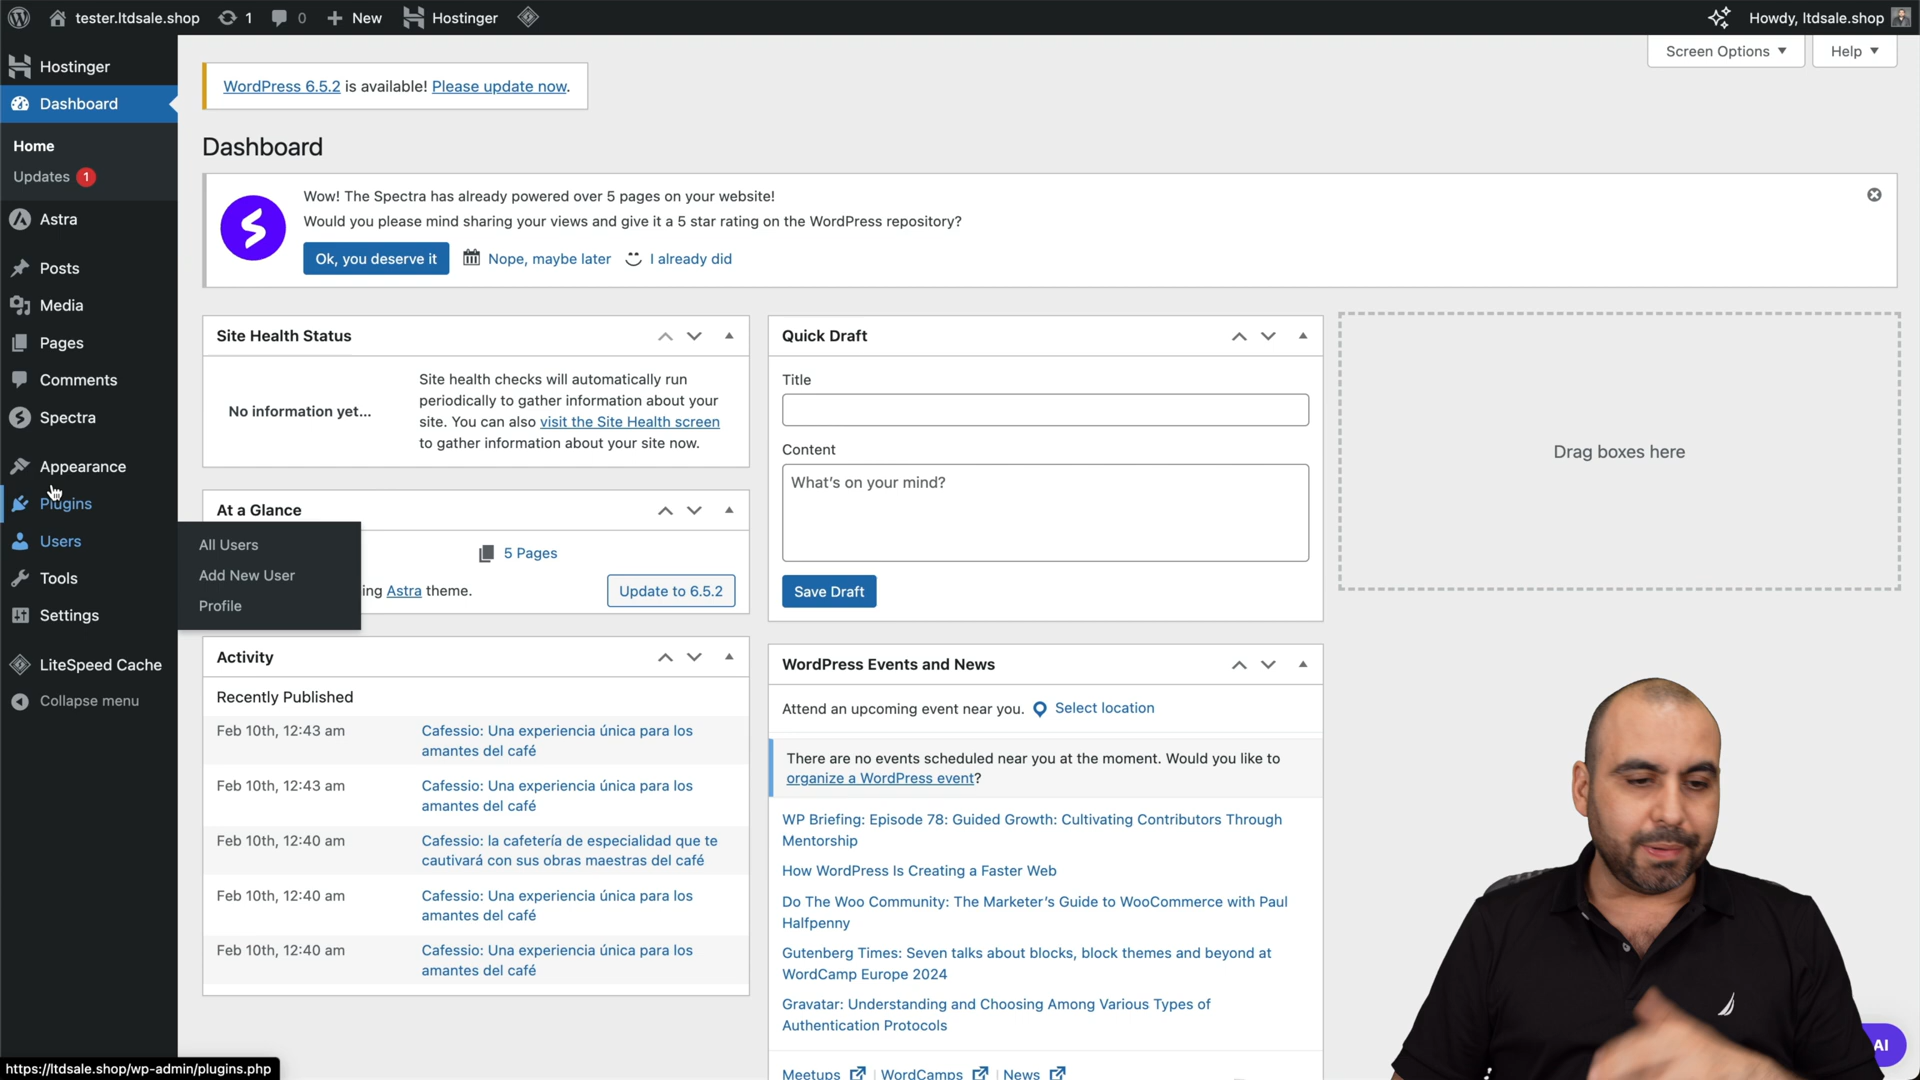 tester.ltdsale.shop 1 0 New Hostinger Howdy, ltdsale.shop
Screen Options Help
Hostinger
Dashboard
Home
Updates 1
Astra
Posts
Media
Pages
Comments
Spectra
Appearance
Plugins
Users
Tools
Settings
LiteSpeed Cache
Collapse menu
All Users
Add New User
Profile
WordPress 6.5.2 is available! Please update now.
Dashboard
Wow! The Spectra has already powered over 5 pages on your website!
Would you please mind sharing your views and give it a 5 star rating on the WordPress repository?
Ok, you deserve it Nope, maybe later I already did
Site Health Status
No information yet...
Site health checks will automatically run
periodically to gather information about your
site. You can also visit the Site Health screen
to gather information about your site now.
At a Glance
5 Pages
ing Astra theme.
Update to 6.5.2
Activity
Recently Published
Feb 10th, 12:43 am Cafessio: Una experiencia única para los
amantes del café
Feb 10th, 12:43 am Cafessio: Una experiencia única para los
amantes del café
Feb 10th, 12:40 am Cafessio: la cafetería de especialidad que te
cautivará con sus obras maestras del café
Feb 10th, 12:40 am Cafessio: Una experiencia única para los
amantes del café
Feb 10th, 12:40 am Cafessio: Una experiencia única para los
amantes del café
Quick Draft
Title
Content
What's on your mind?
Save Draft
WordPress Events and News
Attend an upcoming event near you. Select location
There are no events scheduled near you at the moment. Would you like to
organize a WordPress event?
WP Briefing: Episode 78: Guided Growth: Cultivating Contributors Through
Mentorship
How WordPress Is Creating a Faster Web
Do The Woo Community: The Marketer's Guide to WooCommerce with Paul
Halfpenny
Gutenberg Times: Seven talks about blocks, block themes and beyond at
WordCamp Europe 2024
Gravatar: Understanding and Choosing Among Various Types of
Authentication Protocols
Meetups | WordCamps | News
Drag boxes here
AI
https://ltdsale.shop/wp-admin/plugins.php